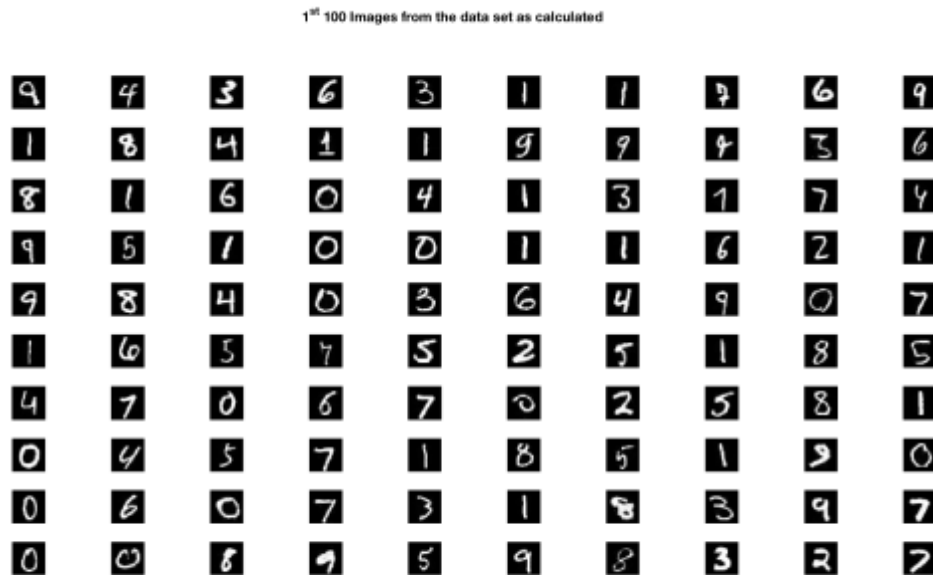 1st 100 Images from the data set as calculated
9 4 3 6 3 1 1 7 6 9
1 8 4 1 1 9 9 9 3 6
8 1 6 0 4 1 3 7 7 4
9 5 1 0 0 1 1 6 2 1
9 8 4 0 3 6 4 9 0 7
1 6 5 7 5 2 5 1 8 5
4 7 0 6 7 0 2 5 8 1
0 4 5 7 1 8 5 1 9 0
0 6 0 7 3 1 8 3 9 7
0 0 8 9 5 9 8 3 2 7